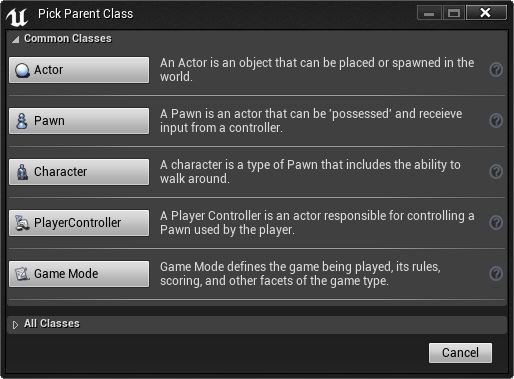 Pick Parent Class
Common Classes
Actor
An Actor is an object that can be placed or spawned in the
world.
Pawn
A Pawn is an actor that can be 'possessed' and receieve
input from a controller.
Character
A character is a type of Pawn that includes the ability to
walk around.
PlayerController
A Player Controller is an actor responsible for controlling a
Pawn used by the player.
Game Mode
Game Mode defines the game being played, its rules,
scoring, and other facets of the game type.
All Classes
Cancel